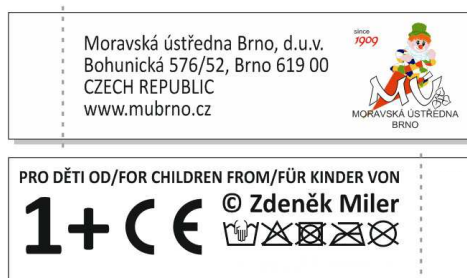 Moravská ústředna Brno, d.u.v.
Bohunická 576/52, Brno 619 00
CZECH REPUBLIC
www.mubrno.cz
since
1909
MÚ
MORAVSKÁ ÚSTŘEDNA
BRNO
PRO DĚTI OD/FOR CHILDREN FROM/FÜR KINDER VON
1+ CE
© Zdeněk Miler